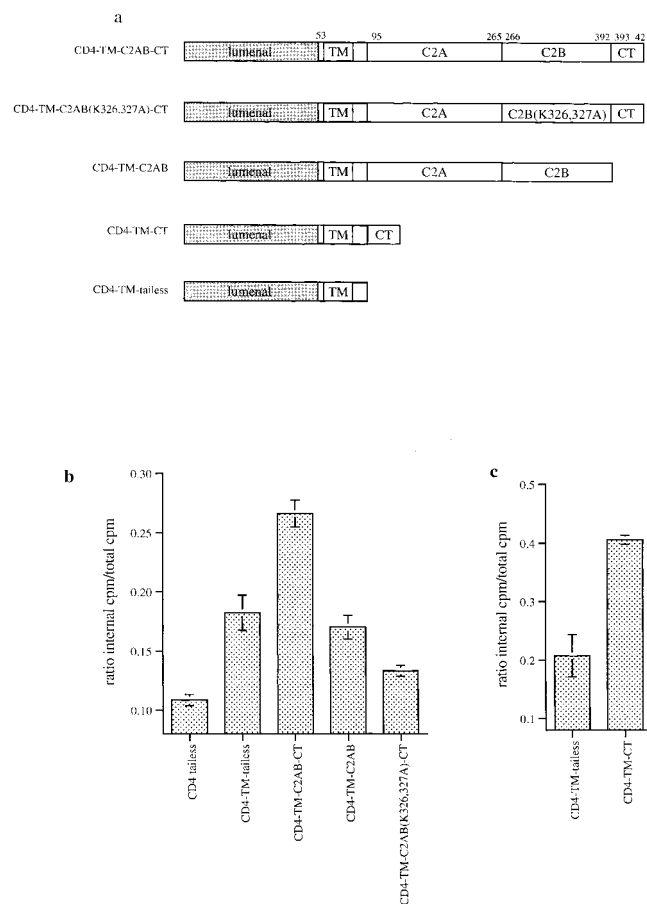 a
53 95 265 266 392 393 42
CD4-TM-C2AB-CT lumenal TM C2A C2B CT
CD4-TM-C2AB(K326,327A)-CT lumenal TM C2A C2B(K326,327A) CT
CD4-TM-C2AB lumenal TM C2A C2B
CD4-TM-CT lumenal TM CT
CD4-TM-tailess lumenal TM
b
ratio internal cpm/total cpm
0.30
0.25
0.20
0.15
0.10
CD4 tailess
CD4-TM-tailess
CD4-TM-C2AB-CT
CD4-TM-C2AB
CD4-TM-C2AB(K326,327A)-CT
c
ratio internal cpm/total cpm
0.5
0.4
0.3
0.2
0.1
CD4-TM-tailess
CD4-TM-CT